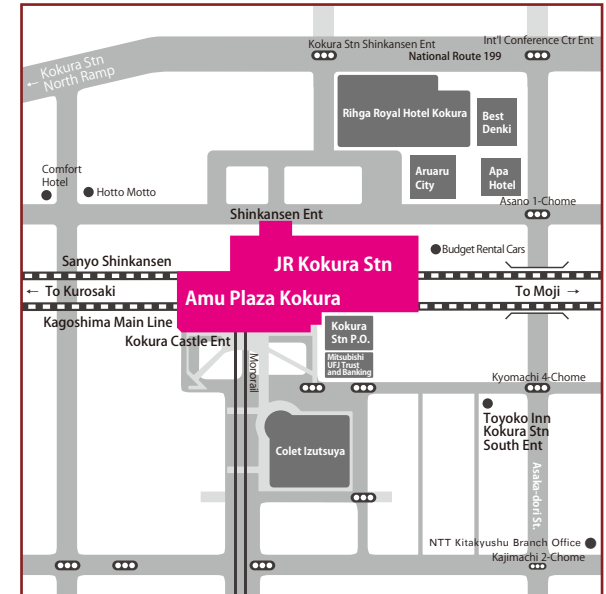 Kokura Stn Shinkansen Ent
Int'l Conference Ctr Ent
National Route 199
← Kokura Stn
North Ramp
Rihga Royal Hotel Kokura
Best
Denki
Aruaru
City
Apa
Hotel
Comfort
Hotel
Hotto Motto
Asano 1-Chome
Shinkansen Ent
Budget Rental Cars
JR Kokura Stn
Sanyo Shinkansen
← To Kurosaki
Amu Plaza Kokura
To Moji →
Kagoshima Main Line
Kokura Castle Ent
Kokura
Stn P.O.
Mitsubishi
UFJ Trust
and Banking
Monorail
Kyomachi 4-Chome
Toyoko Inn
Kokura Stn
South Ent
Colet Izutsuya
Asaka-dori St.
NTT Kitakyushu Branch Office
Kajimachi 2-Chome